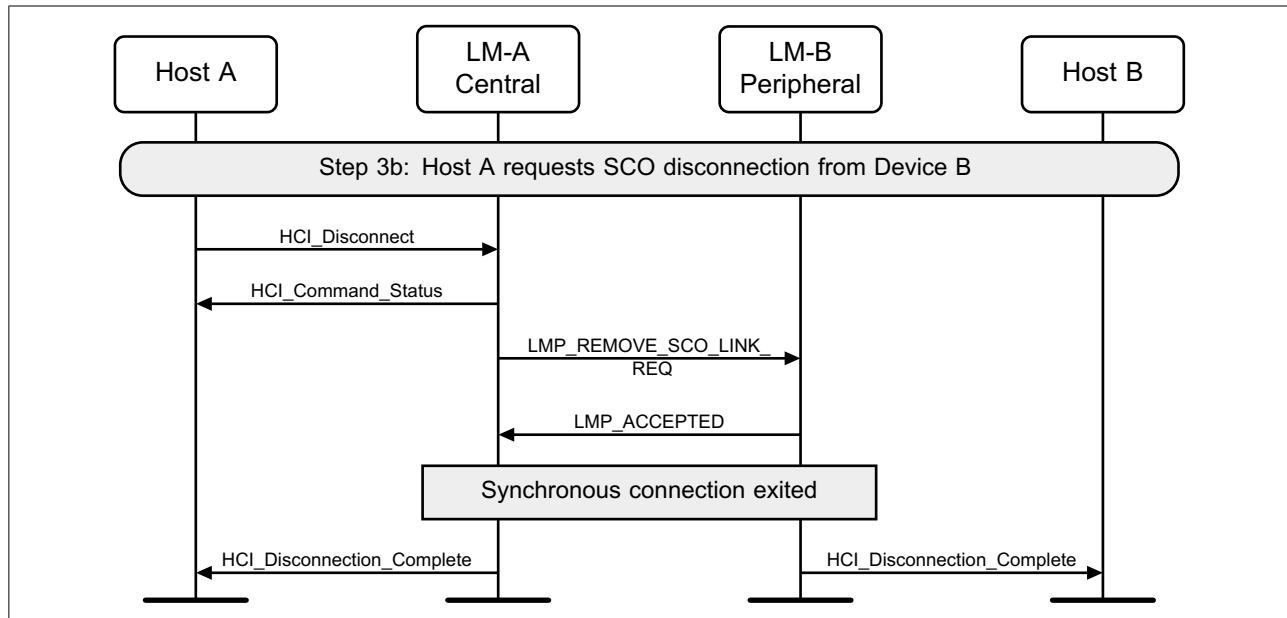 Host A
LM-A
Central
LM-B
Peripheral
Host B
Step 3b: Host A requests SCO disconnection from Device B
HCI_Disconnect
HCI_Command_Status
LMP_REMOVE_SCO_LINK_
REQ
LMP_ACCEPTED
Synchronous connection exited
HCI_Disconnection_Complete
HCI_Disconnection_Complete